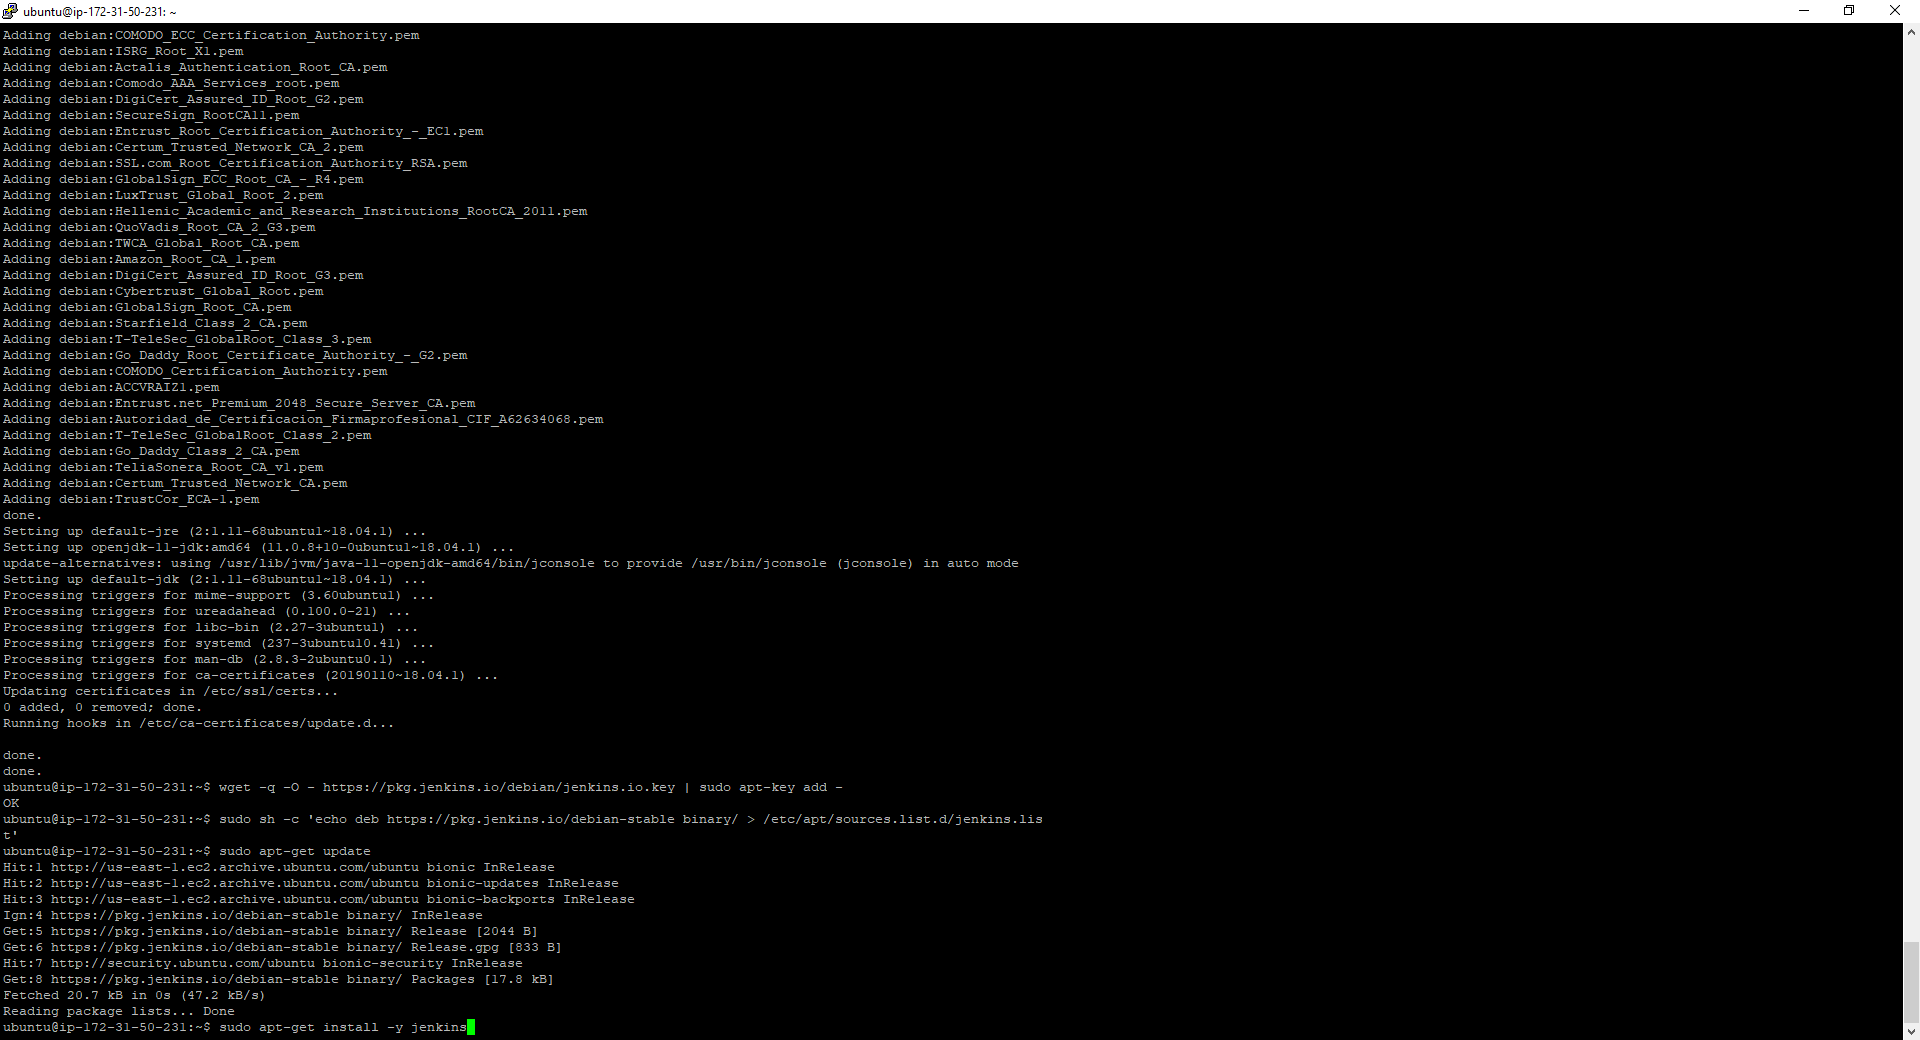 ubuntu@ip-172-31-50-231: ~
Adding debian:COMODO_ECC_Certification_Authority.pem
Adding debian:ISRG_Root_X1.pem
Adding debian:Actalis_Authentication_Root_CA.pem
Adding debian:Comodo_AAA_Services_root.pem
Adding debian:DigiCert_Assured_ID_Root_G2.pem
Adding debian:SecureSign_RootCA11.pem
Adding debian:Entrust_Root_Certification_Authority_-_EC1.pem
Adding debian:Certum_Trusted_Network_CA_2.pem
Adding debian:SSL.com_Root_Certification_Authority_RSA.pem
Adding debian:GlobalSign_ECC_Root_CA_-_R4.pem
Adding debian:LuxTrust_Global_Root_2.pem
Adding debian:Hellenic_Academic_and_Research_Institutions_RootCA_2011.pem
Adding debian:QuoVadis_Root_CA_2_G3.pem
Adding debian:TWCA_Global_Root_CA.pem
Adding debian:Amazon_Root_CA_1.pem
Adding debian:DigiCert_Assured_ID_Root_G3.pem
Adding debian:Cybertrust_Global_Root.pem
Adding debian:GlobalSign_Root_CA.pem
Adding debian:Starfield_Class_2_CA.pem
Adding debian:T-TeleSec_GlobalRoot_Class_3.pem
Adding debian:Go_Daddy_Root_Certificate_Authority_-_G2.pem
Adding debian:COMODO_Certification_Authority.pem
Adding debian:ACCVRAIZ1.pem
Adding debian:Entrust.net_Premium_2048_Secure_Server_CA.pem
Adding debian:Autoridad_de_Certificacion_Firmaprofesional_CIF_A62634068.pem
Adding debian:T-TeleSec_GlobalRoot_Class_2.pem
Adding debian:Go_Daddy_Class_2_CA.pem
Adding debian:TeliaSonera_Root_CA_v1.pem
Adding debian:Certum_Trusted_Network_CA.pem
Adding debian:TrustCor_ECA-1.pem
done.
Setting up default-jre (2:1.11-68ubuntu1~18.04.1) ...
Setting up openjdk-11-jdk:amd64 (11.0.8+10-0ubuntu1~18.04.1) ...
update-alternatives: using /usr/lib/jvm/java-11-openjdk-amd64/bin/jconsole to provide /usr/bin/jconsole (jconsole) in auto mode
Setting up default-jdk (2:1.11-68ubuntu1~18.04.1) ...
Processing triggers for mime-support (3.60ubuntu1) ...
Processing triggers for ureadahead (0.100.0-21) ...
Processing triggers for libc-bin (2.27-3ubuntu1) ...
Processing triggers for systemd (237-3ubuntu10.41) ...
Processing triggers for man-db (2.8.3-2ubuntu0.1) ...
Processing triggers for ca-certificates (20190110~18.04.1) ...
Updating certificates in /etc/ssl/certs...
0 added, 0 removed; done.
Running hooks in /etc/ca-certificates/update.d...
done.
done.
ubuntu@ip-172-31-50-231:~$ wget -q -O - https://pkg.jenkins.io/debian/jenkins.io.key | sudo apt-key add -
OK
ubuntu@ip-172-31-50-231:~$ sudo sh -c 'echo deb https://pkg.jenkins.io/debian-stable binary/ > /etc/apt/sources.list.d/jenkins.lis
t'
ubuntu@ip-172-31-50-231:~$ sudo apt-get update
Hit:1 http://us-east-1.ec2.archive.ubuntu.com/ubuntu bionic InRelease
Hit:2 http://us-east-1.ec2.archive.ubuntu.com/ubuntu bionic-updates InRelease
Hit:3 http://us-east-1.ec2.archive.ubuntu.com/ubuntu bionic-backports InRelease
Ign:4 https://pkg.jenkins.io/debian-stable binary/ InRelease
Get:5 https://pkg.jenkins.io/debian-stable binary/ Release [2044 B]
Get:6 https://pkg.jenkins.io/debian-stable binary/ Release.gpg [833 B]
Hit:7 http://security.ubuntu.com/ubuntu bionic-security InRelease
Get:8 https://pkg.jenkins.io/debian-stable binary/ Packages [17.8 kB]
Fetched 20.7 kB in 0s (47.2 kB/s)
Reading package lists... Done
ubuntu@ip-172-31-50-231:~$ sudo apt-get install -y jenkins